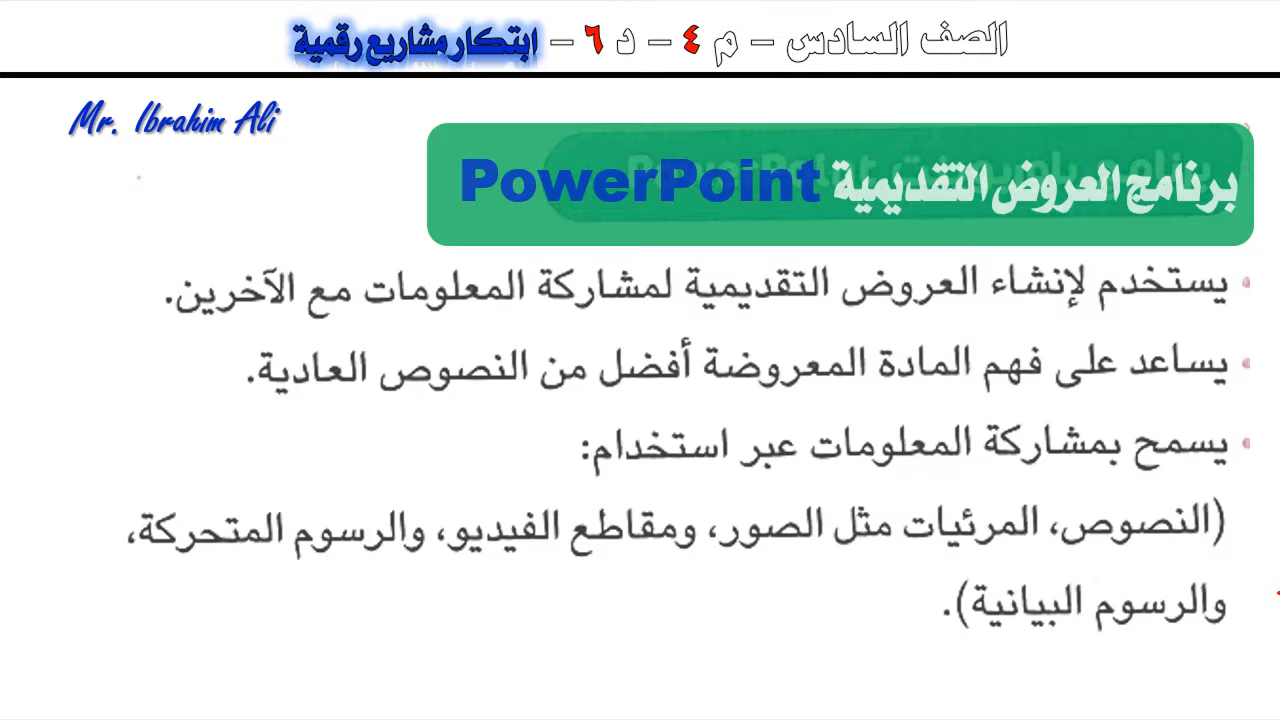 الصف السادس – م ٤ – د ٦ – ابتكار مشاريع رقمية
Mr. Ibrahim Ali
برنامج العروض التقديمية PowerPoint
• يستخدم لإنشاء العروض التقديمية لمشاركة المعلومات مع الآخرين.
• يساعد على فهم المادة المعروضة أفضل من النصوص العادية.
• يسمح بمشاركة المعلومات عبر استخدام:
(النصوص، المرئيات مثل الصور، ومقاطع الفيديو، والرسوم المتحركة،
والرسوم البيانية).